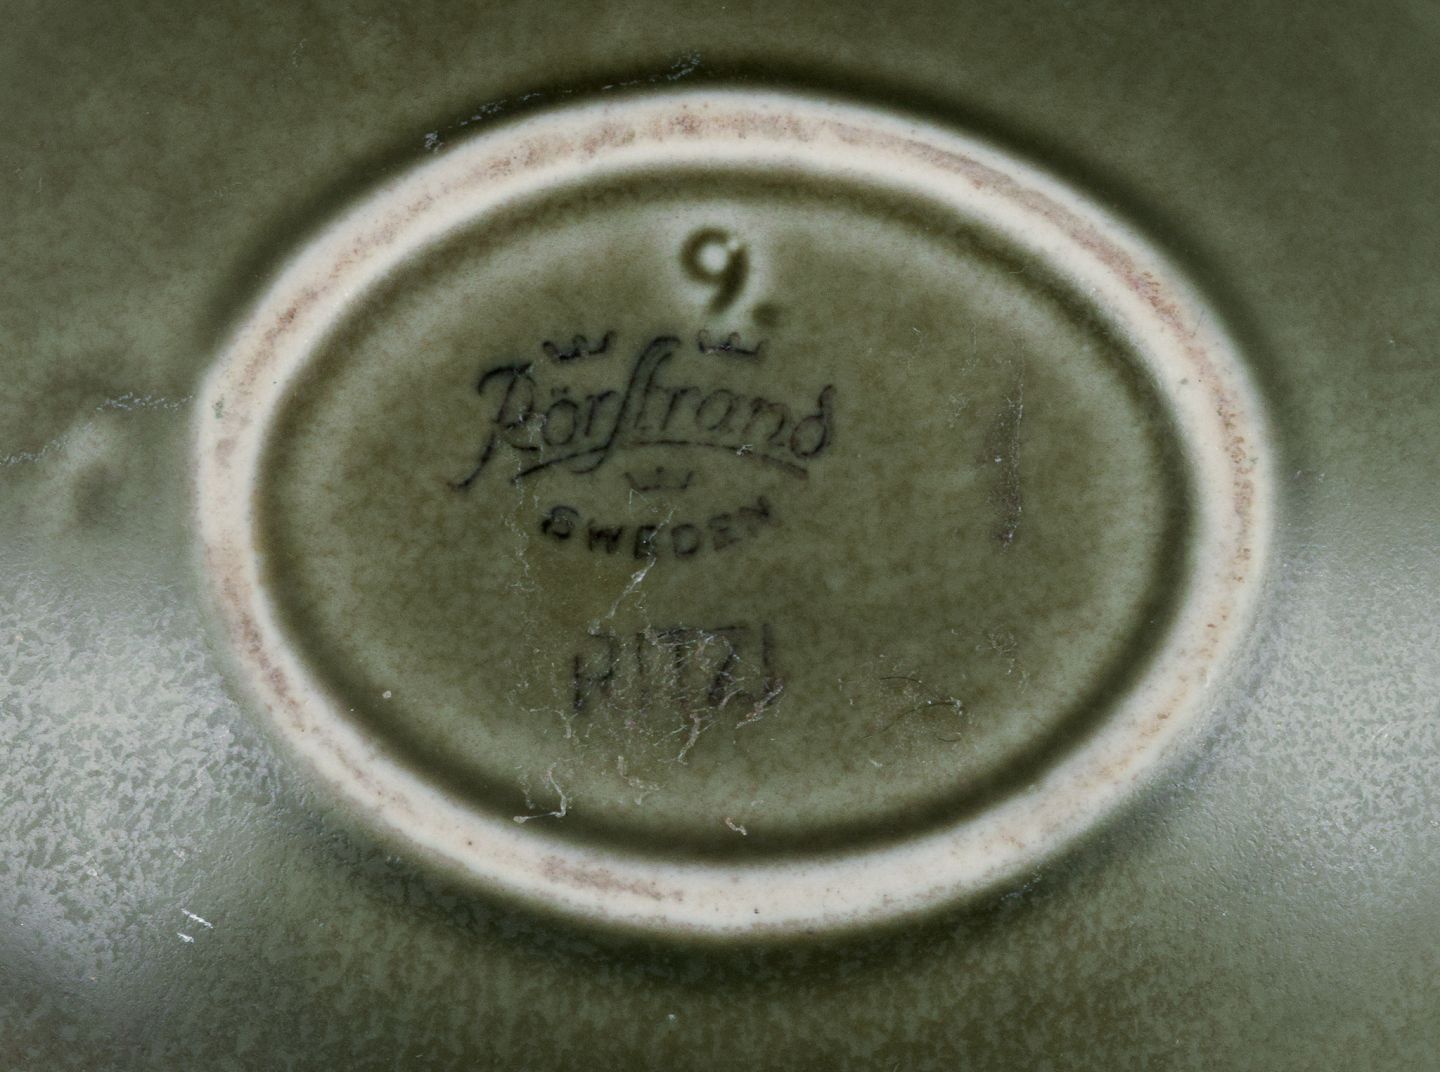 9.
Rörstrand
SWEDEN
RITZI